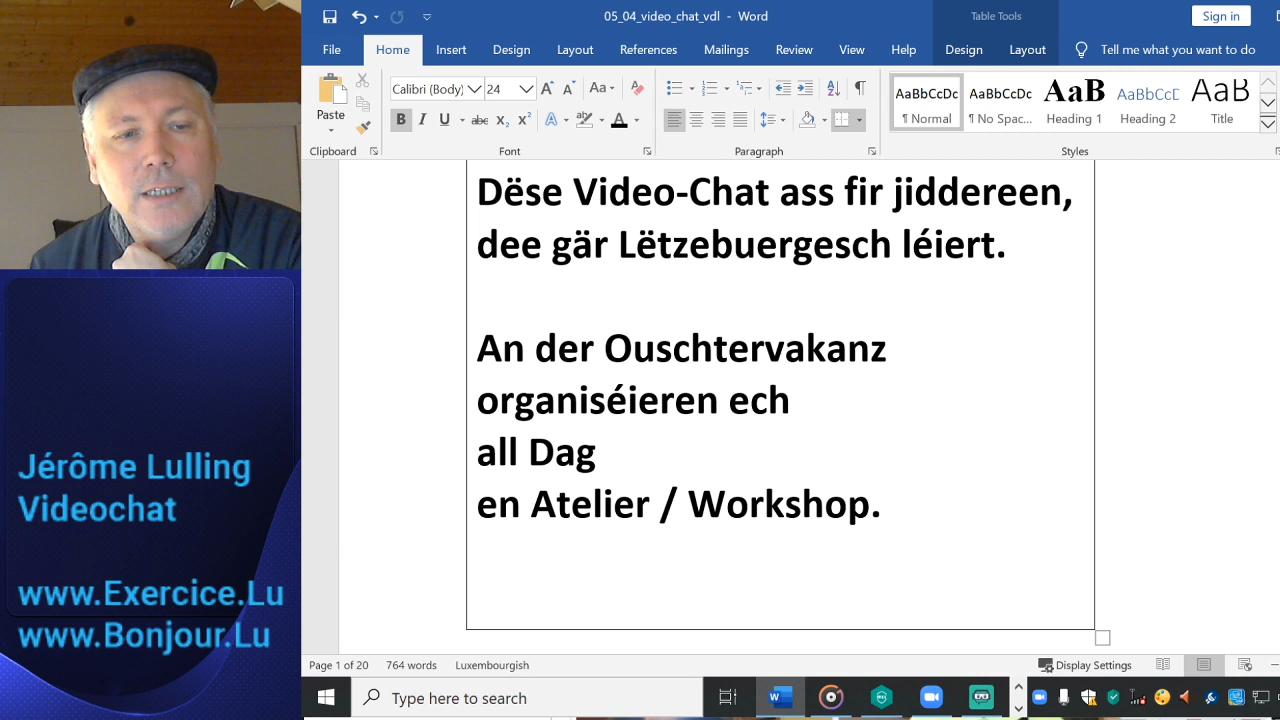 05_04_video_chat_vdl - Word
Table Tools
Sign in
File Home Insert Design Layout References Mailings Review View Help Design Layout Tell me what you want to do
Paste
Clipboard
Calibri (Body) 24
Font
Paragraph
AaBbCcDc AaBbCcDc AaB AaBbCcC AaB
¶ Normal ¶ No Spac... Heading 1 Heading 2 Title
Styles
Dëse Video-Chat ass fir jiddereen,
dee gär Lëtzebuergesch léiert.
An der Ouschtervakanz
organiséieren ech
all Dag
en Atelier / Workshop.
Jérôme Lulling
Videochat
www.Exercice.Lu
www.Bonjour.Lu
Page 1 of 20 764 words Luxembourgish Display Settings
Type here to search